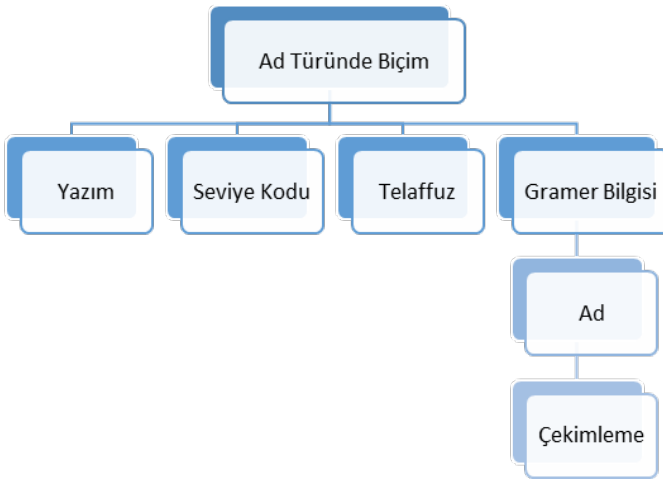 Ad Türünde Biçim
Yazım
Seviye Kodu
Telaffuz
Gramer Bilgisi
Ad
Çekimleme